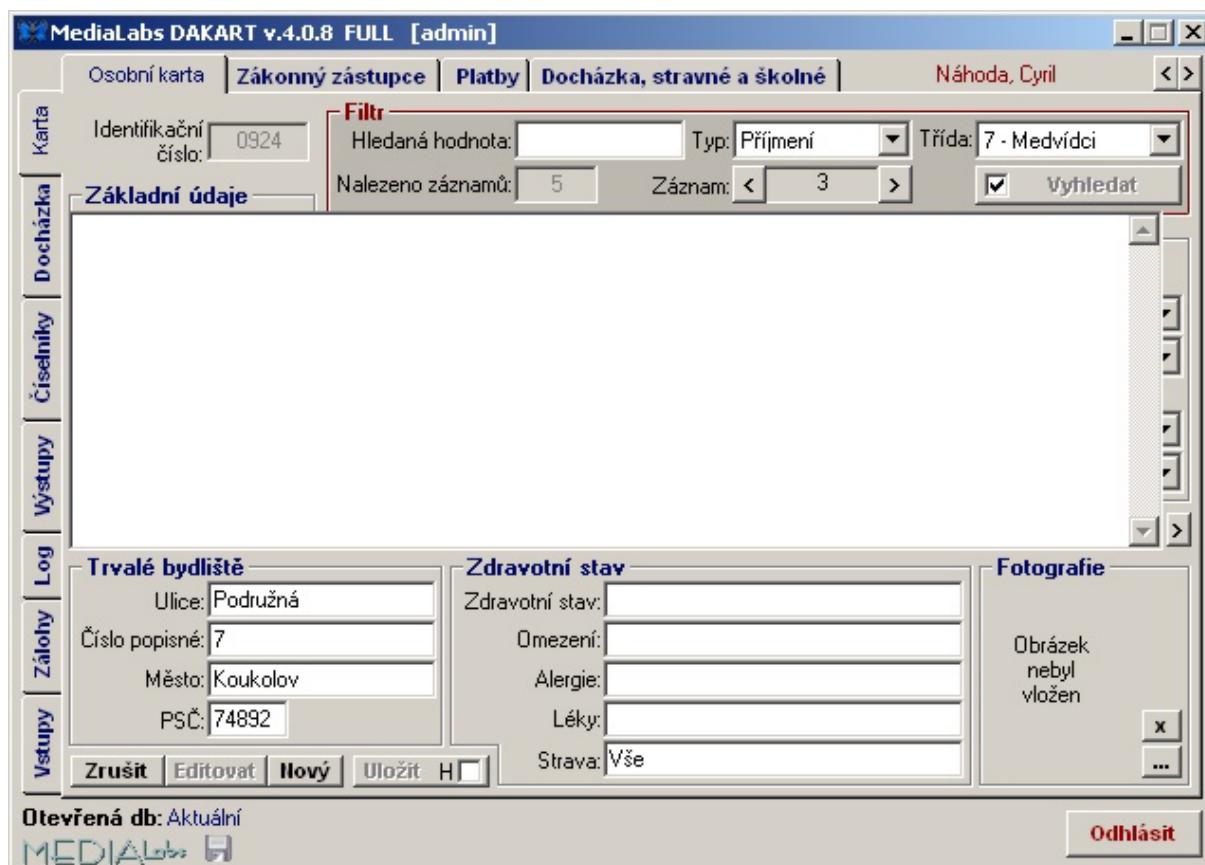 MediaLabs DAKART v.4.0.8 FULL [admin]
Osobní karta Zákonný zástupce Platby Docházka, stravné a školné Náhoda, Cyril < >
Karta
Docházka
Číselníky
Výstupy
Log
Zálohy
Vstupy
Identifikační
číslo: 0924
Filtr
Hledaná hodnota: Typ: Příjmení Třída: 7 - Medvídci
Nalezeno záznamů: 5 Záznam: < 3 > Vyhledat
Základní údaje
>
Trvalé bydliště
Ulice: Podružná
Číslo popisné: 7
Město: Koukolov
PSČ: 74892
Zdravotní stav
Zdravotní stav:
Omezení:
Alergie:
Léky:
Strava: Vše
Fotografie
Obrázek
nebyl
vložen
x
...
Zrušit Editovat Nový Uložit H
Otevřená db: Aktuální
MEDIALabs
Odhlásit